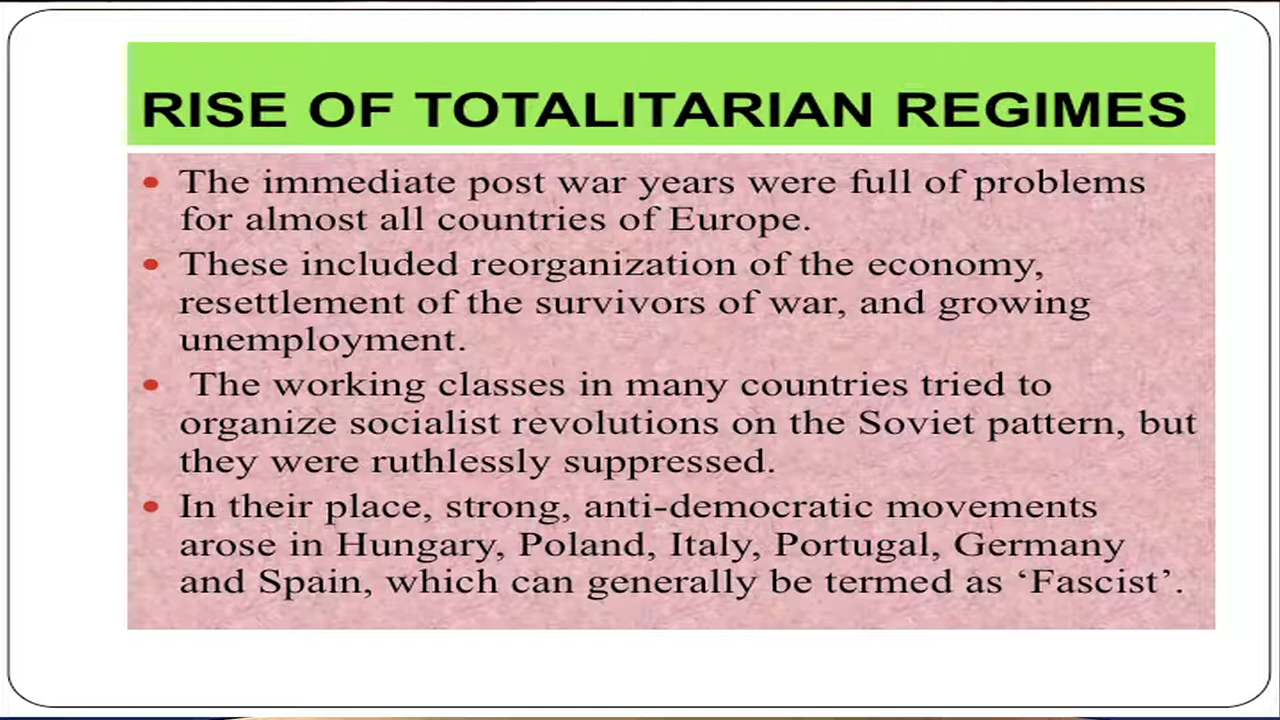 RISE OF TOTALITARIAN REGIMES
• The immediate post war years were full of problems
for almost all countries of Europe.
• These included reorganization of the economy,
resettlement of the survivors of war, and growing
unemployment.
• The working classes in many countries tried to
organize socialist revolutions on the Soviet pattern, but
they were ruthlessly suppressed.
• In their place, strong, anti-democratic movements
arose in Hungary, Poland, Italy, Portugal, Germany
and Spain, which can generally be termed as ‘Fascist’.